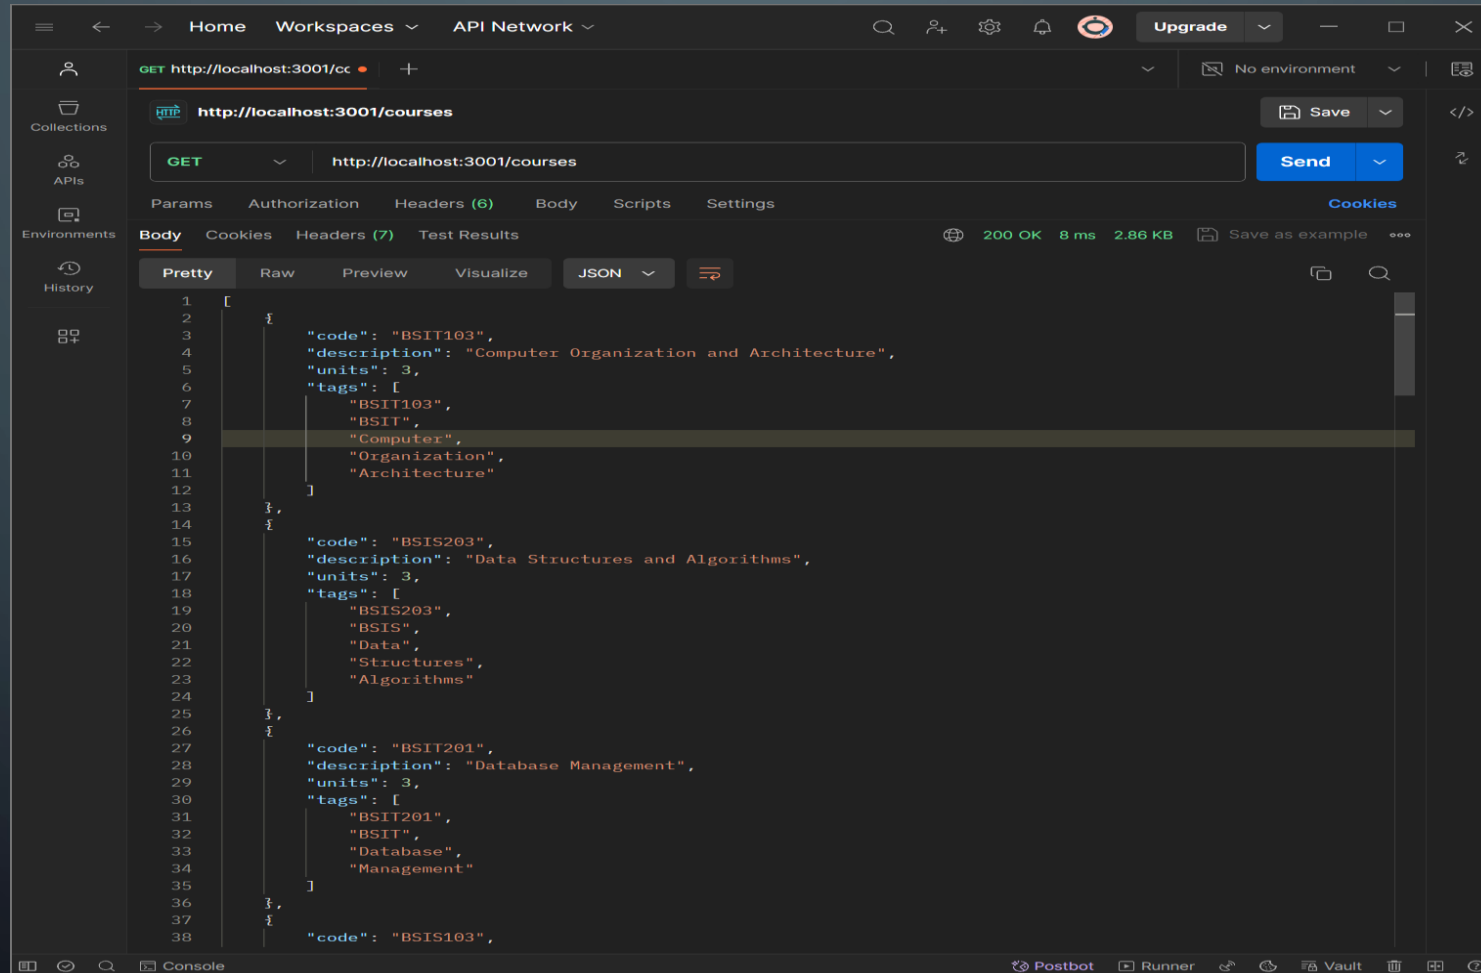 Home Workspaces API Network Upgrade
GET http://localhost:3001/cc No environment
HTTP http://localhost:3001/courses Save </>
Collections
GET http://localhost:3001/courses Send
APIs
Params Authorization Headers (6) Body Scripts Settings Cookies
Environments
Body Cookies Headers (7) Test Results 200 OK 8 ms 2.86 KB Save as example
History
Pretty Raw Preview Visualize JSON
1 [
2 {
3 "code": "BSIT103",
4 "description": "Computer Organization and Architecture",
5 "units": 3,
6 "tags": [
7 "BSIT103",
8 "BSIT",
9 "Computer",
10 "Organization",
11 "Architecture"
12 ]
13 },
14 {
15 "code": "BSIS203",
16 "description": "Data Structures and Algorithms",
17 "units": 3,
18 "tags": [
19 "BSIS203",
20 "BSIS",
21 "Data",
22 "Structures",
23 "Algorithms"
24 ]
25 },
26 {
27 "code": "BSIT201",
28 "description": "Database Management",
29 "units": 3,
30 "tags": [
31 "BSIT201",
32 "BSIT",
33 "Database",
34 "Management"
35 ]
36 },
37 {
38 "code": "BSIS103",
Console Postbot Runner Vault